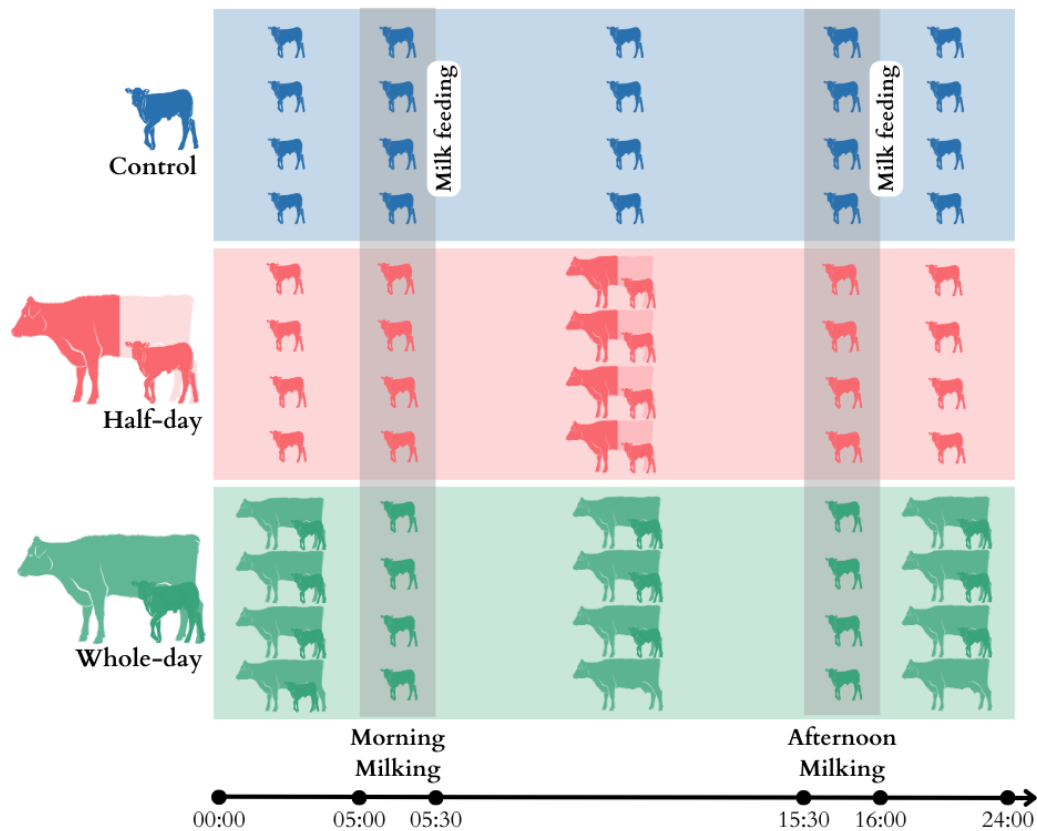 Control
Milk feeding
Milk feeding
Half-day
Whole-day
Morning
Milking
Afternoon
Milking
00:00
05:00
05:30
15:30
16:00
24:00